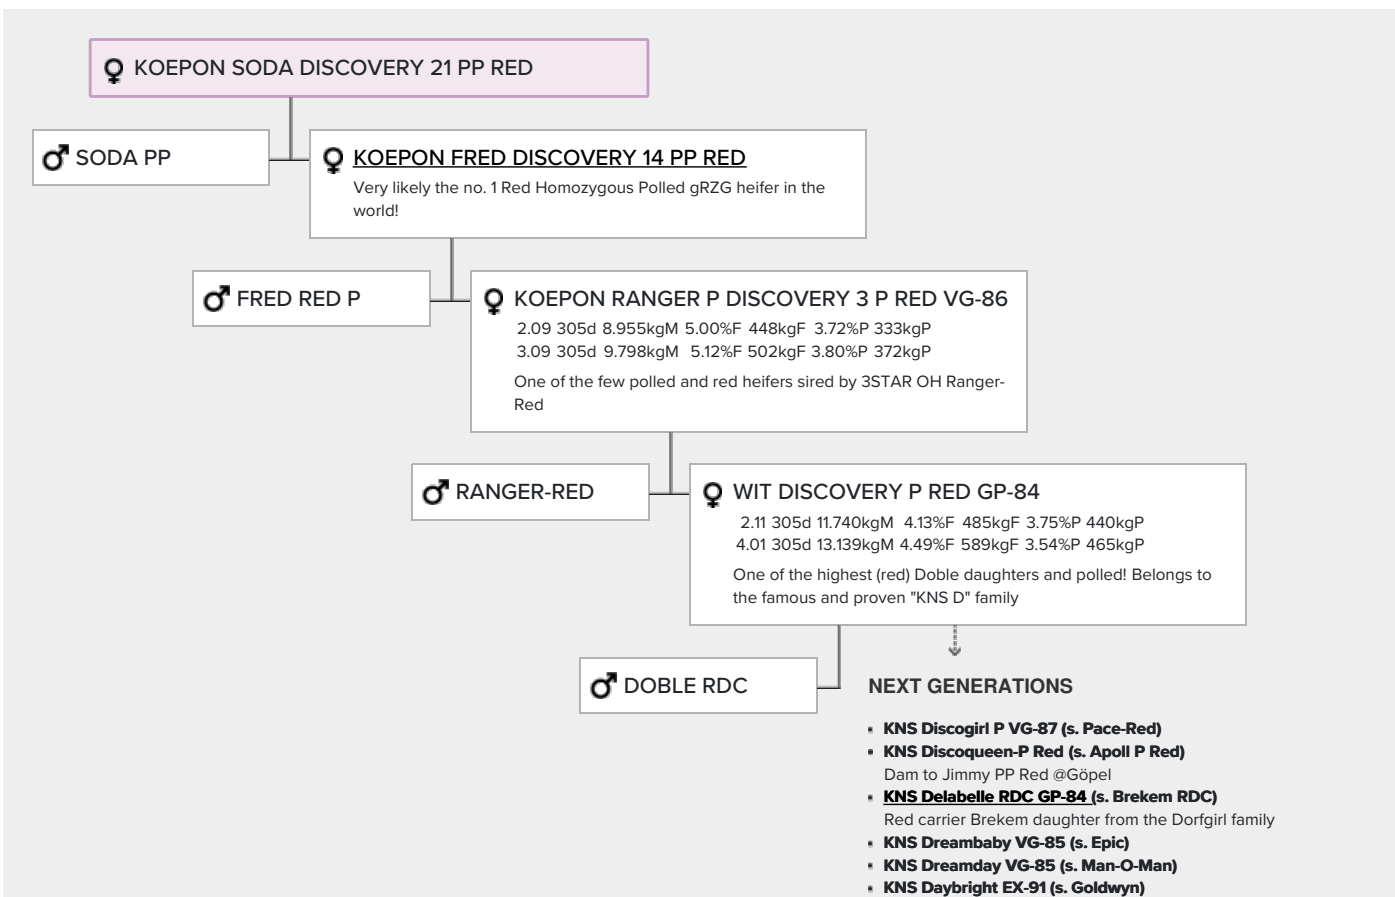 KOEPON SODA DISCOVERY 21 PP RED
SODA PP
KOEPON FRED DISCOVERY 14 PP RED
Very likely the no. 1 Red Homozygous Polled gRZG heifer in the
world!
FRED RED P
KOEPON RANGER P DISCOVERY 3 P RED VG-86
2.09 305d 8.955kgM 5.00%F 448kgF 3.72%P 333kgP
3.09 305d 9.798kgM 5.12%F 502kgF 3.80%P 372kgP
One of the few polled and red heifers sired by 3STAR OH Ranger-
Red
RANGER-RED
WIT DISCOVERY P RED GP-84
2.11 305d 11.740kgM 4.13%F 485kgF 3.75%P 440kgP
4.01 305d 13.139kgM 4.49%F 589kgF 3.54%P 465kgP
One of the highest (red) Doble daughters and polled! Belongs to
the famous and proven "KNS D" family
DOBLE RDC
NEXT GENERATIONS
KNS Discogirl P VG-87 (s. Pace-Red)
KNS Discoqueen-P Red (s. Apoll P Red)
Dam to Jimmy PP Red @Göpel
KNS Delabelle RDC GP-84 (s. Brekem RDC)
Red carrier Brekem daughter from the Dorfgirl family
KNS Dreambaby VG-85 (s. Epic)
KNS Dreamday VG-85 (s. Man-O-Man)
KNS Daybright EX-91 (s. Goldwyn)